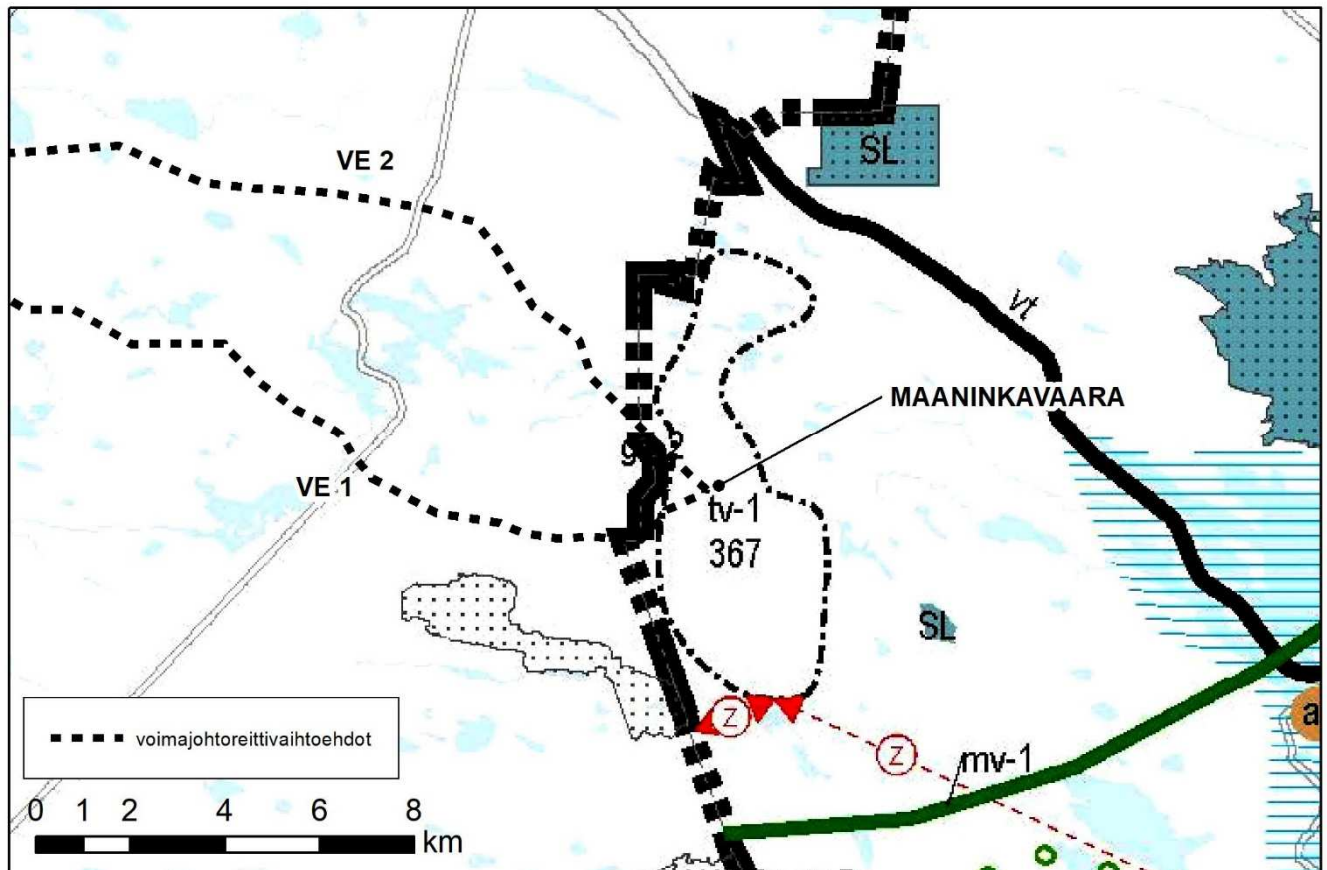 SL
VE 2
vt
MAANINKAVAARA
VE 1
tv-1
367
SL
Z
a
Z
mv-1
voimajohtoreittivaihtoehdot
0 1 2 4 6 8
km